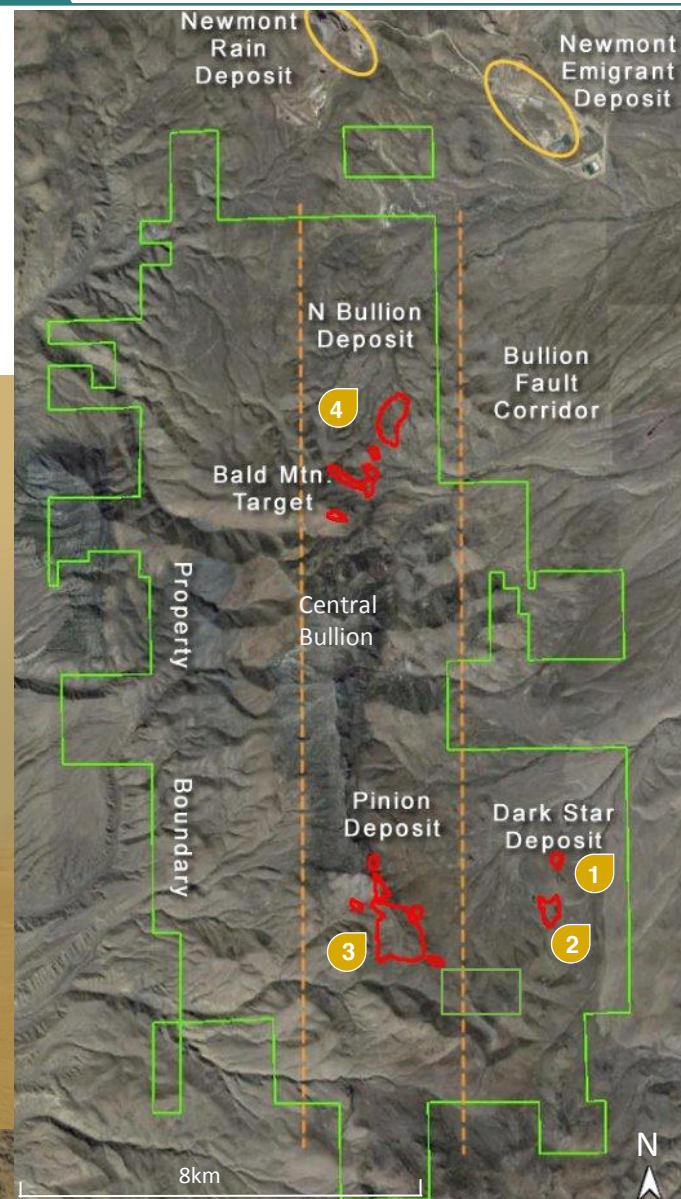 Newmont
Rain
Deposit
Newmont
Emigrant
Deposit
N Bullion
Deposit
Bullion
Fault
Corridor
4
Bald Mtn.
Target
Central
Bullion
Property
Boundary
Pinion
Deposit
Dark Star
Deposit
1
2
3
N
8km